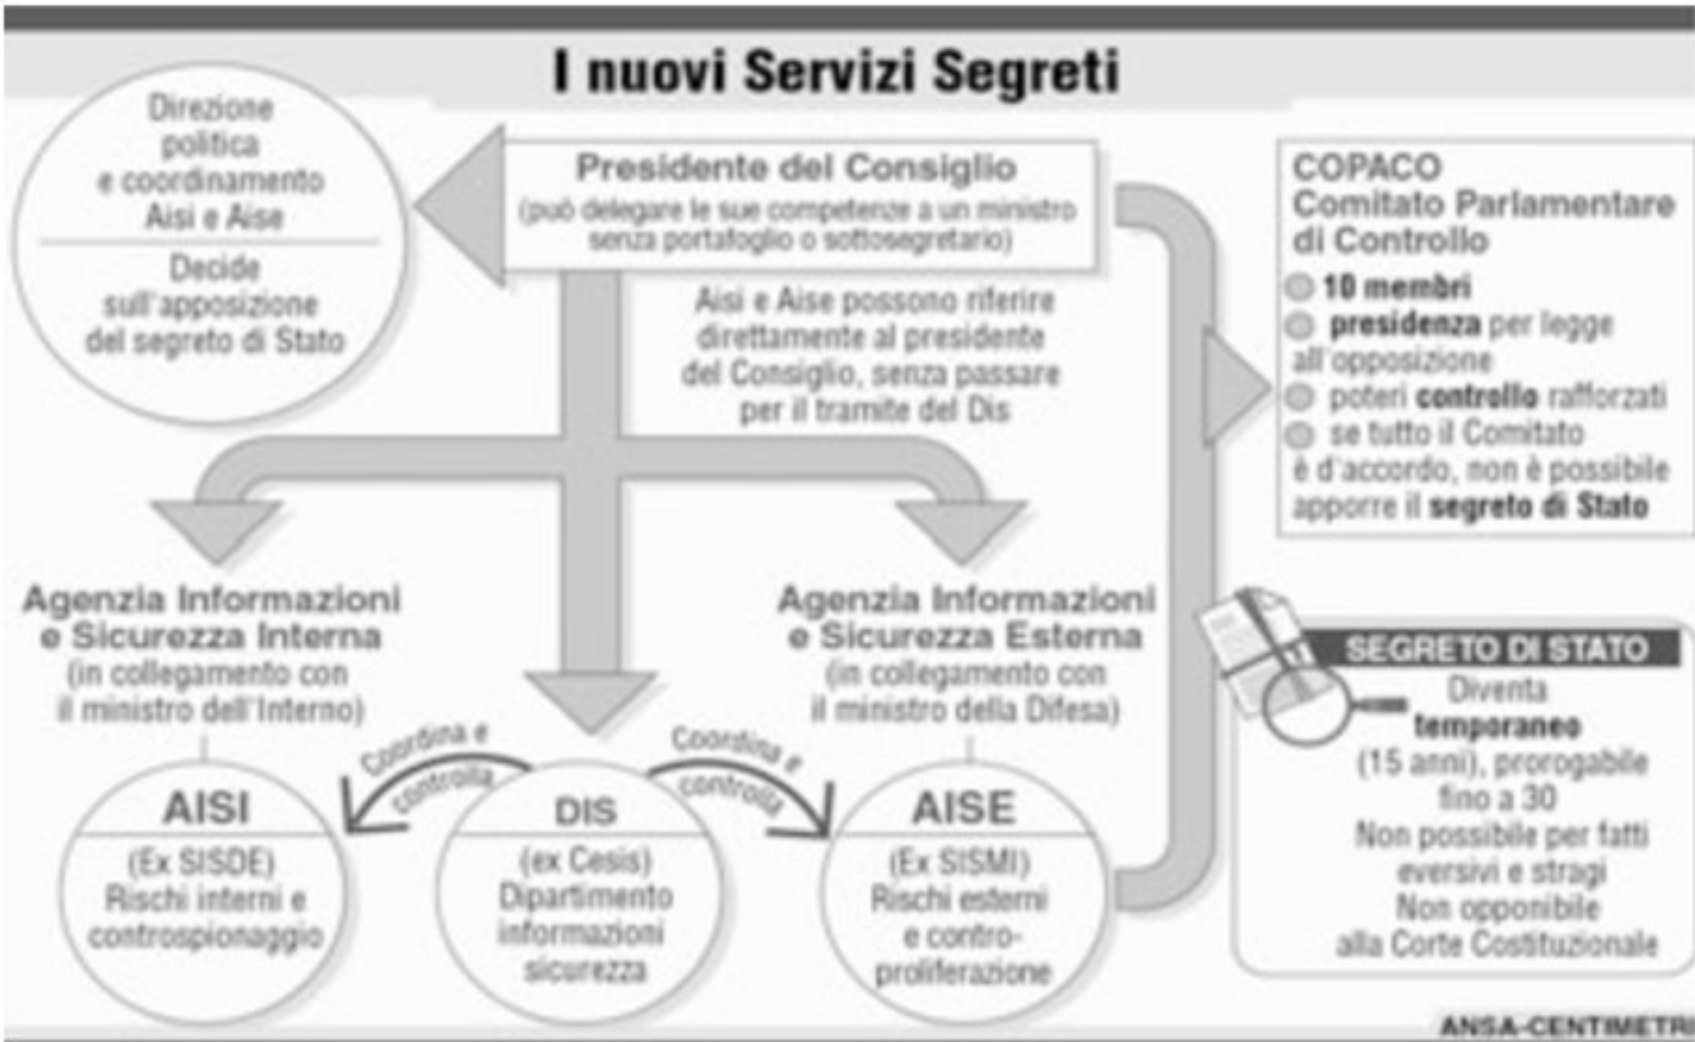 I nuovi Servizi Segreti
Direzione
politica
e coordinamento
Aisi e Aise
Decide
sull'apposizione
del segreto di Stato
Presidente del Consiglio
(può delegare le sue competenze a un ministro
senza portafoglio o sottosegretario)
Aisi e Aise possono riferire
direttamente al presidente
del Consiglio, senza passare
per il tramite del Dis
COPACO
Comitato Parlamentare
di Controllo
10 membri
presidenza per legge
all'opposizione
poteri controllo rafforzati
se tutto il Comitato
è d'accordo, non è possibile
apporre il segreto di Stato
Agenzia Informazioni
e Sicurezza Interna
(in collegamento con
il ministro dell'Interno)
Agenzia Informazioni
e Sicurezza Esterna
(in collegamento con
il ministro della Difesa)
Coordina e
controlla
Coordina e
controlla
AISI
(Ex SISDE)
Rischi interni e
controspionaggio
DIS
(ex Cesis)
Dipartimento
informazioni
sicurezza
AISE
(Ex SISMI)
Rischi esterni
e contro-
proliferazione
SEGRETO DI STATO
Diventa
temporaneo
(15 anni), prorogabile
fino a 30
Non possibile per fatti
eversivi e stragi
Non opponibile
alla Corte Costituzionale
ANSA-CENTIMETRI